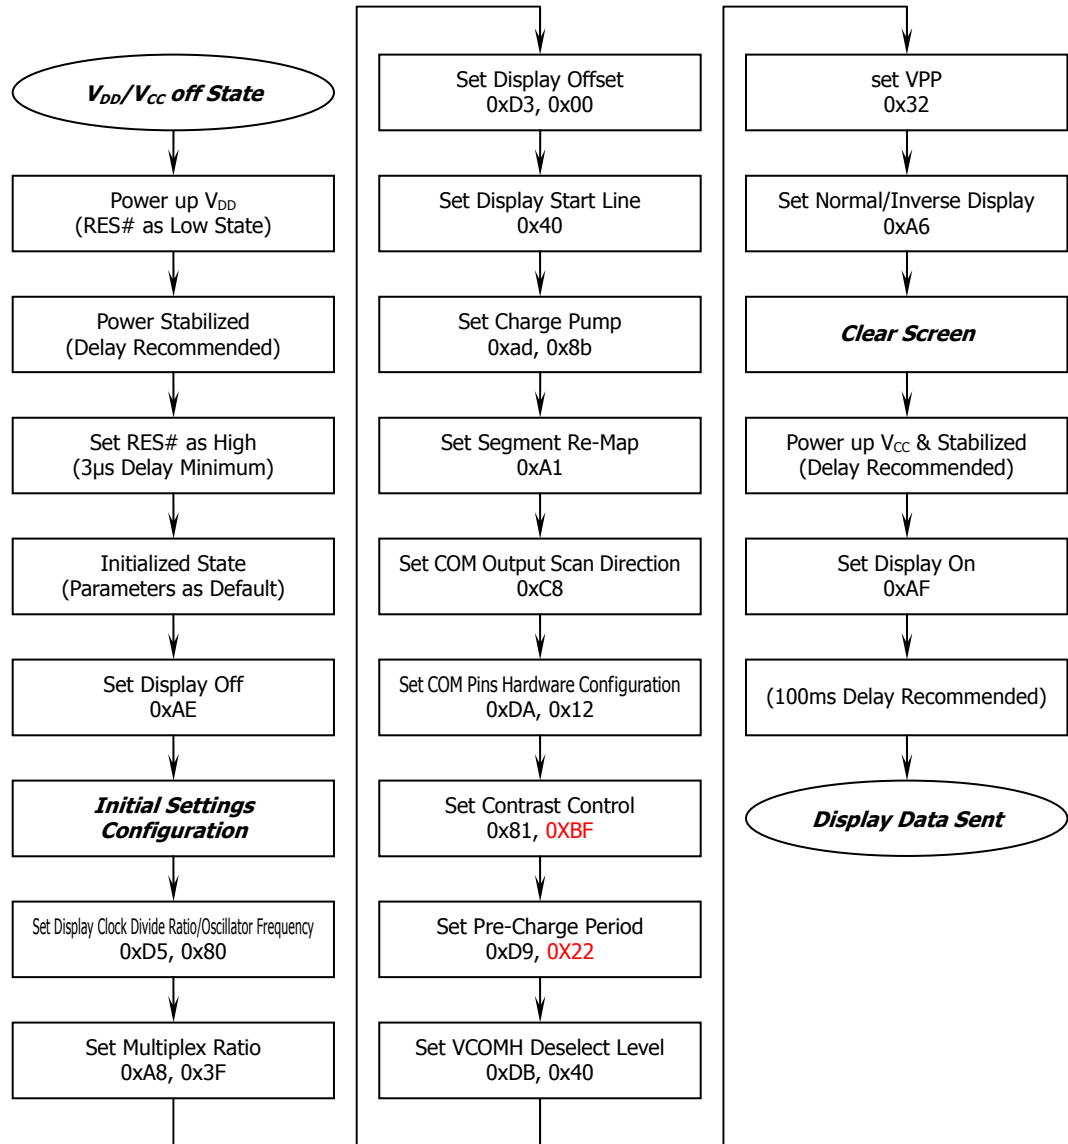 V_DD/V_CC off State
Power up V_DD
(RES# as Low State)
Power Stabilized
(Delay Recommended)
Set RES# as High
(3µs Delay Minimum)
Initialized State
(Parameters as Default)
Set Display Off
0xAE
Initial Settings
Configuration
Set Display Clock Divide Ratio/Oscillator Frequency
0xD5, 0x80
Set Multiplex Ratio
0xA8, 0x3F
Set Display Offset
0xD3, 0x00
Set Display Start Line
0x40
Set Charge Pump
0xad, 0x8b
Set Segment Re-Map
0xA1
Set COM Output Scan Direction
0xC8
Set COM Pins Hardware Configuration
0xDA, 0x12
Set Contrast Control
0x81, 0XBF
Set Pre-Charge Period
0xD9, 0X22
Set VCOMH Deselect Level
0xDB, 0x40
set VPP
0x32
Set Normal/Inverse Display
0xA6
Clear Screen
Power up V_CC & Stabilized
(Delay Recommended)
Set Display On
0xAF
(100ms Delay Recommended)
Display Data Sent